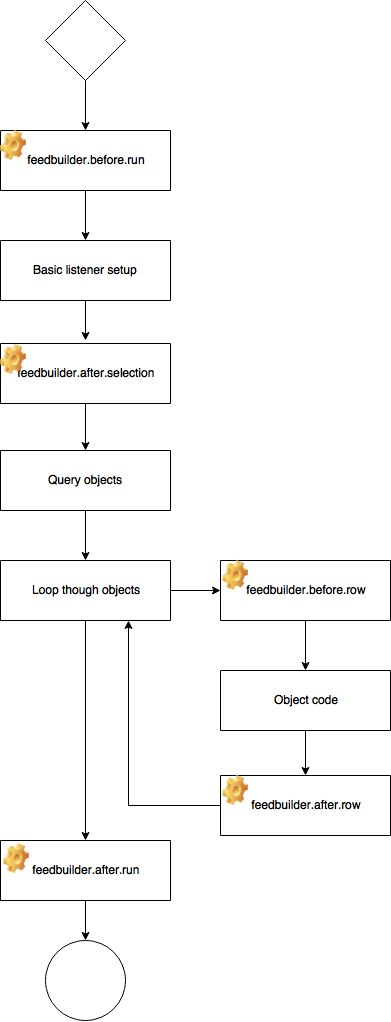 feedbuilder.before.run
Basic listener setup
feedbuilder.after.selection
Query objects
Loop though objects
feedbuilder.before.row
Object code
feedbuilder.after.row
feedbuilder.after.run